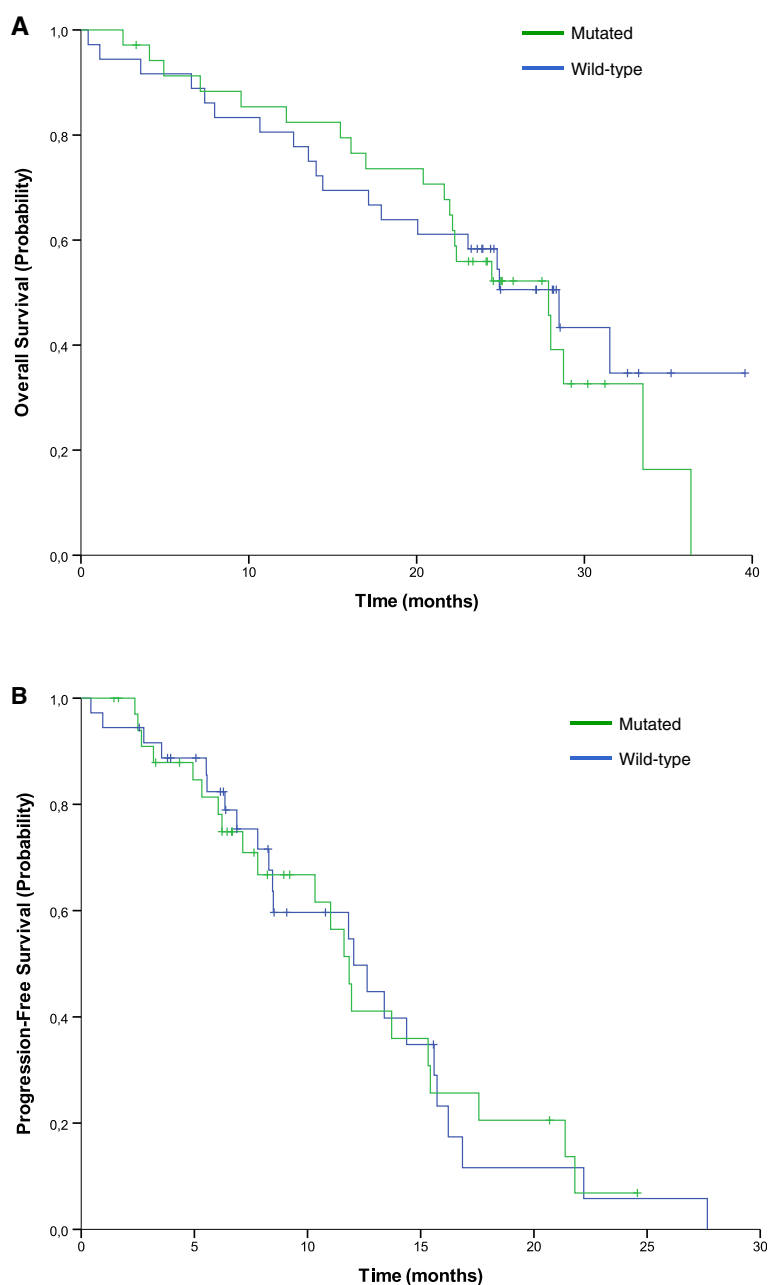 A
Mutated
Wild-type
1,0
0,8
0,6
0,4
0,2
0,0
Overall Survival (Probability)
0 10 20 30 40
TIme (months)
B
Mutated
Wild-type
1,0
0,8
0,6
0,4
0,2
0,0
Progression-Free Survival (Probability)
0 5 10 15 20 25 30
Time (months)